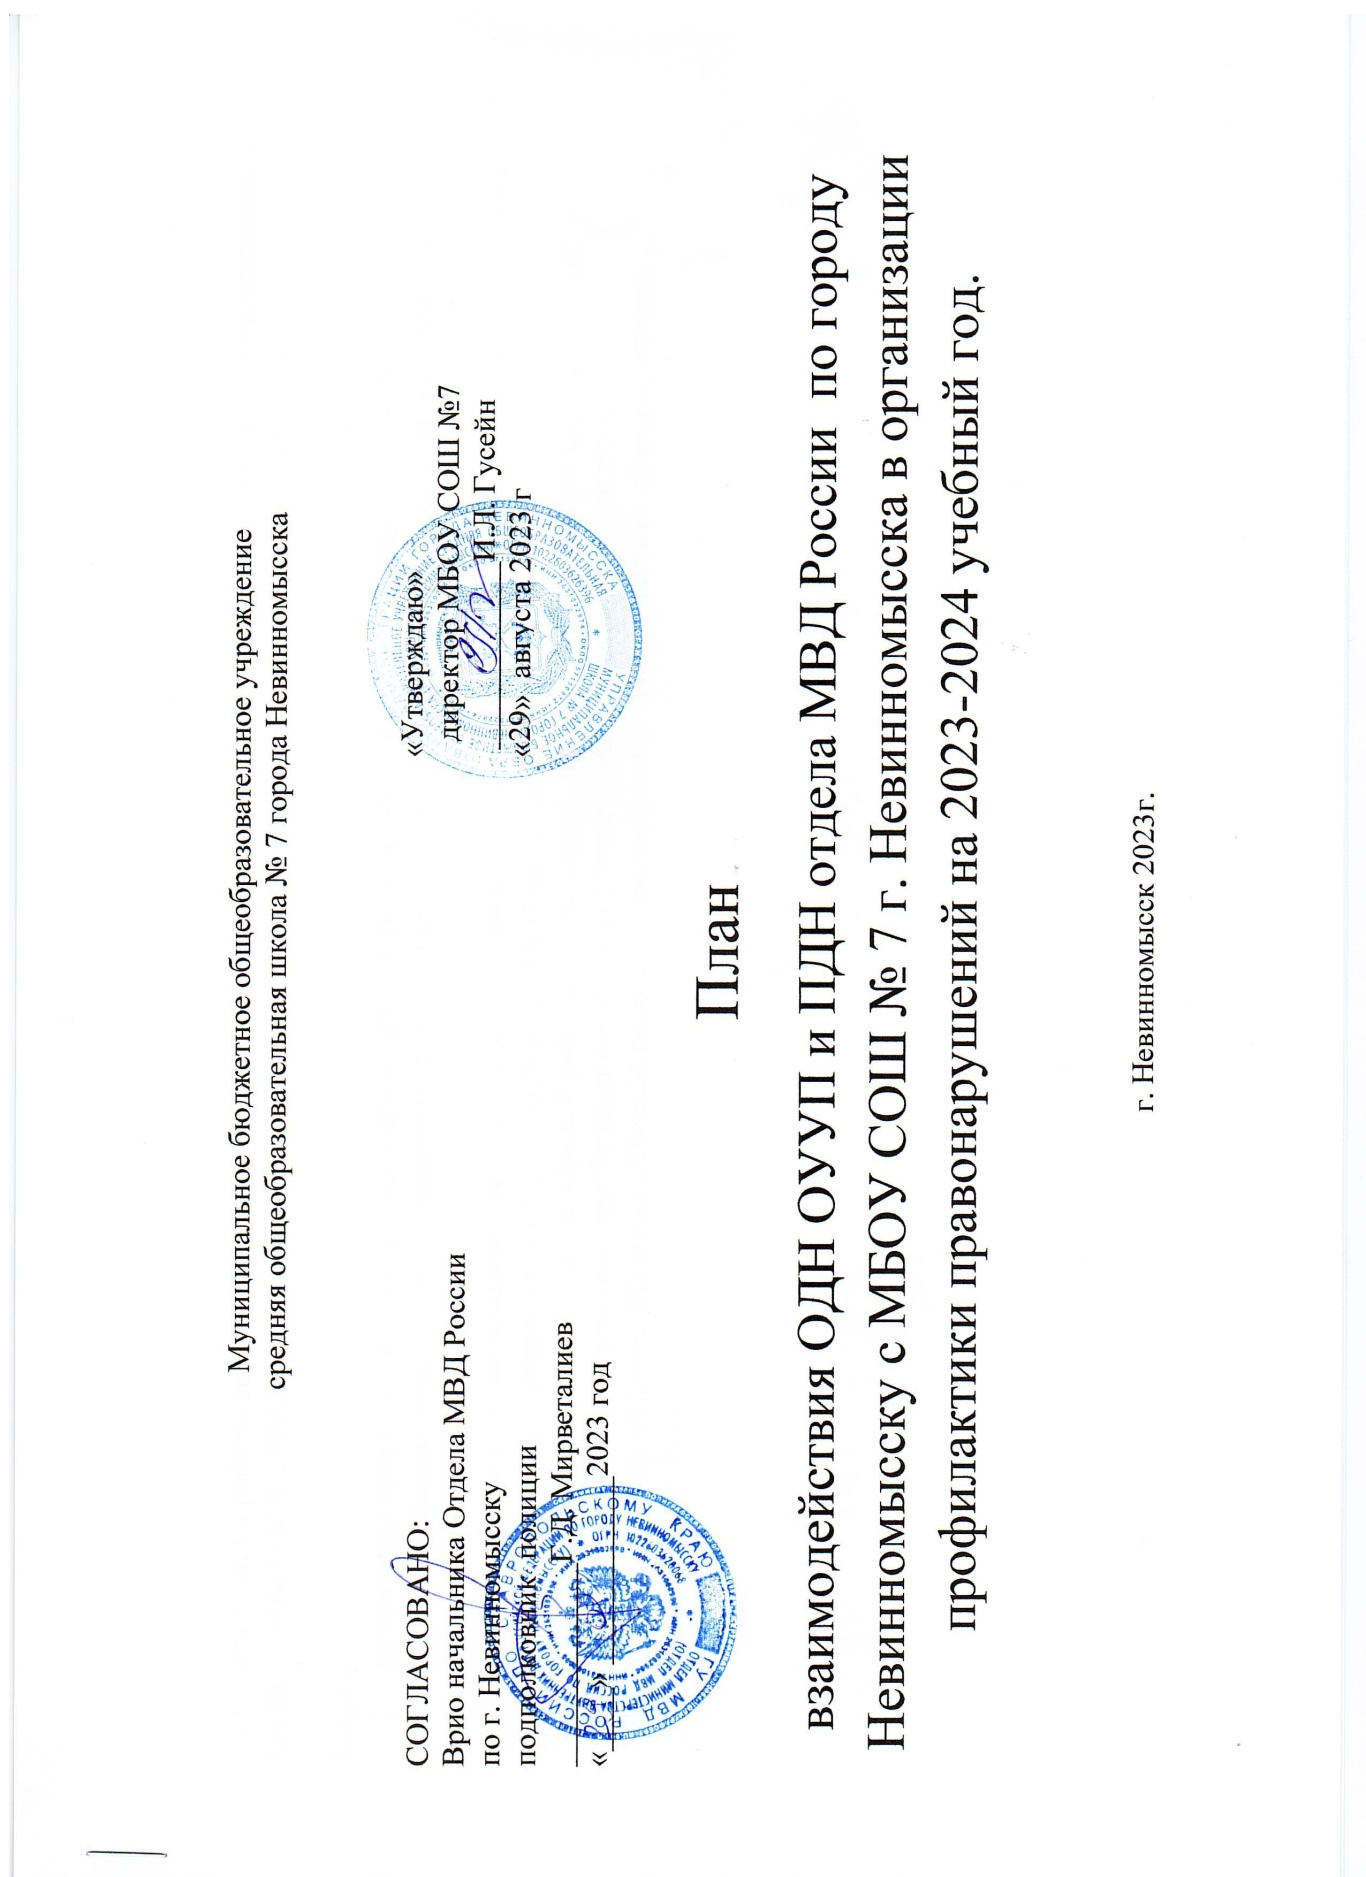 Муниципальное бюджетное общеобразовательное учреждение
средняя общеобразовательная школа № 7 города Невинномысска
СОГЛАСОВАНО:
Врио начальника Отдела МВД России
по г. Невинномысску
подполковник полиции
Г.Д. Мирветалиев
« » 2023 год
«Утверждаю»
директор МБОУ СОШ №7
И.Л. Гусейн
«29» августа 2023 г
План
взаимодействия ОДН ОУУП и ПДН отдела МВД России по городу
Невинномысску с МБОУ СОШ № 7 г. Невинномысска в организации
профилактики правонарушений на 2023-2024 учебный год.
г. Невинномысск 2023г.